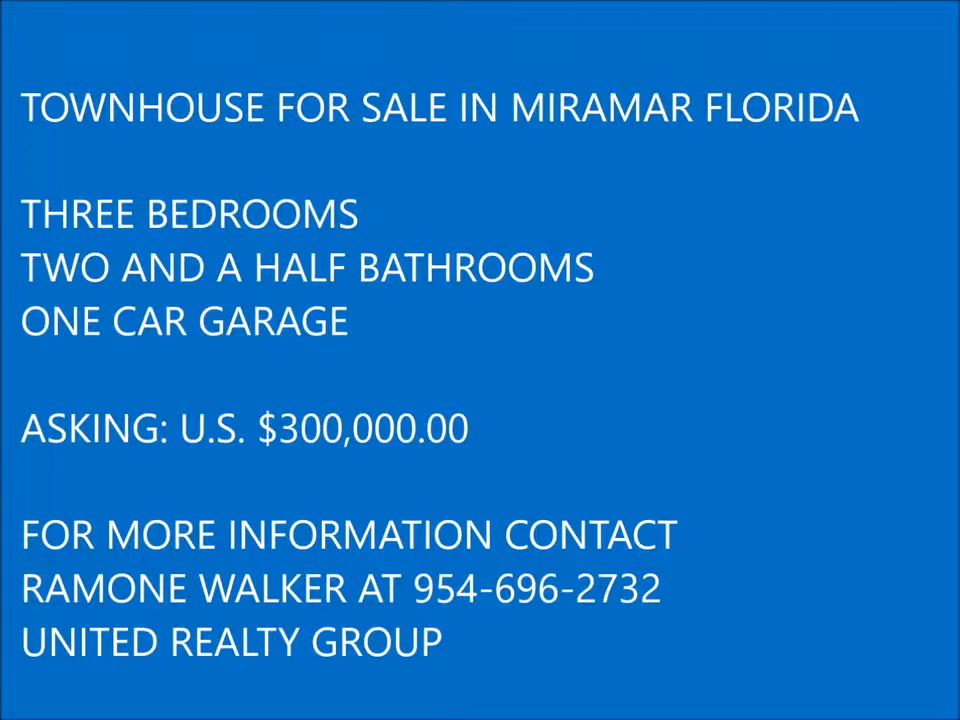 TOWNHOUSE FOR SALE IN MIRAMAR FLORIDA
THREE BEDROOMS
TWO AND A HALF BATHROOMS
ONE CAR GARAGE
ASKING: U.S. $300,000.00
FOR MORE INFORMATION CONTACT
RAMONE WALKER AT 954-696-2732
UNITED REALTY GROUP